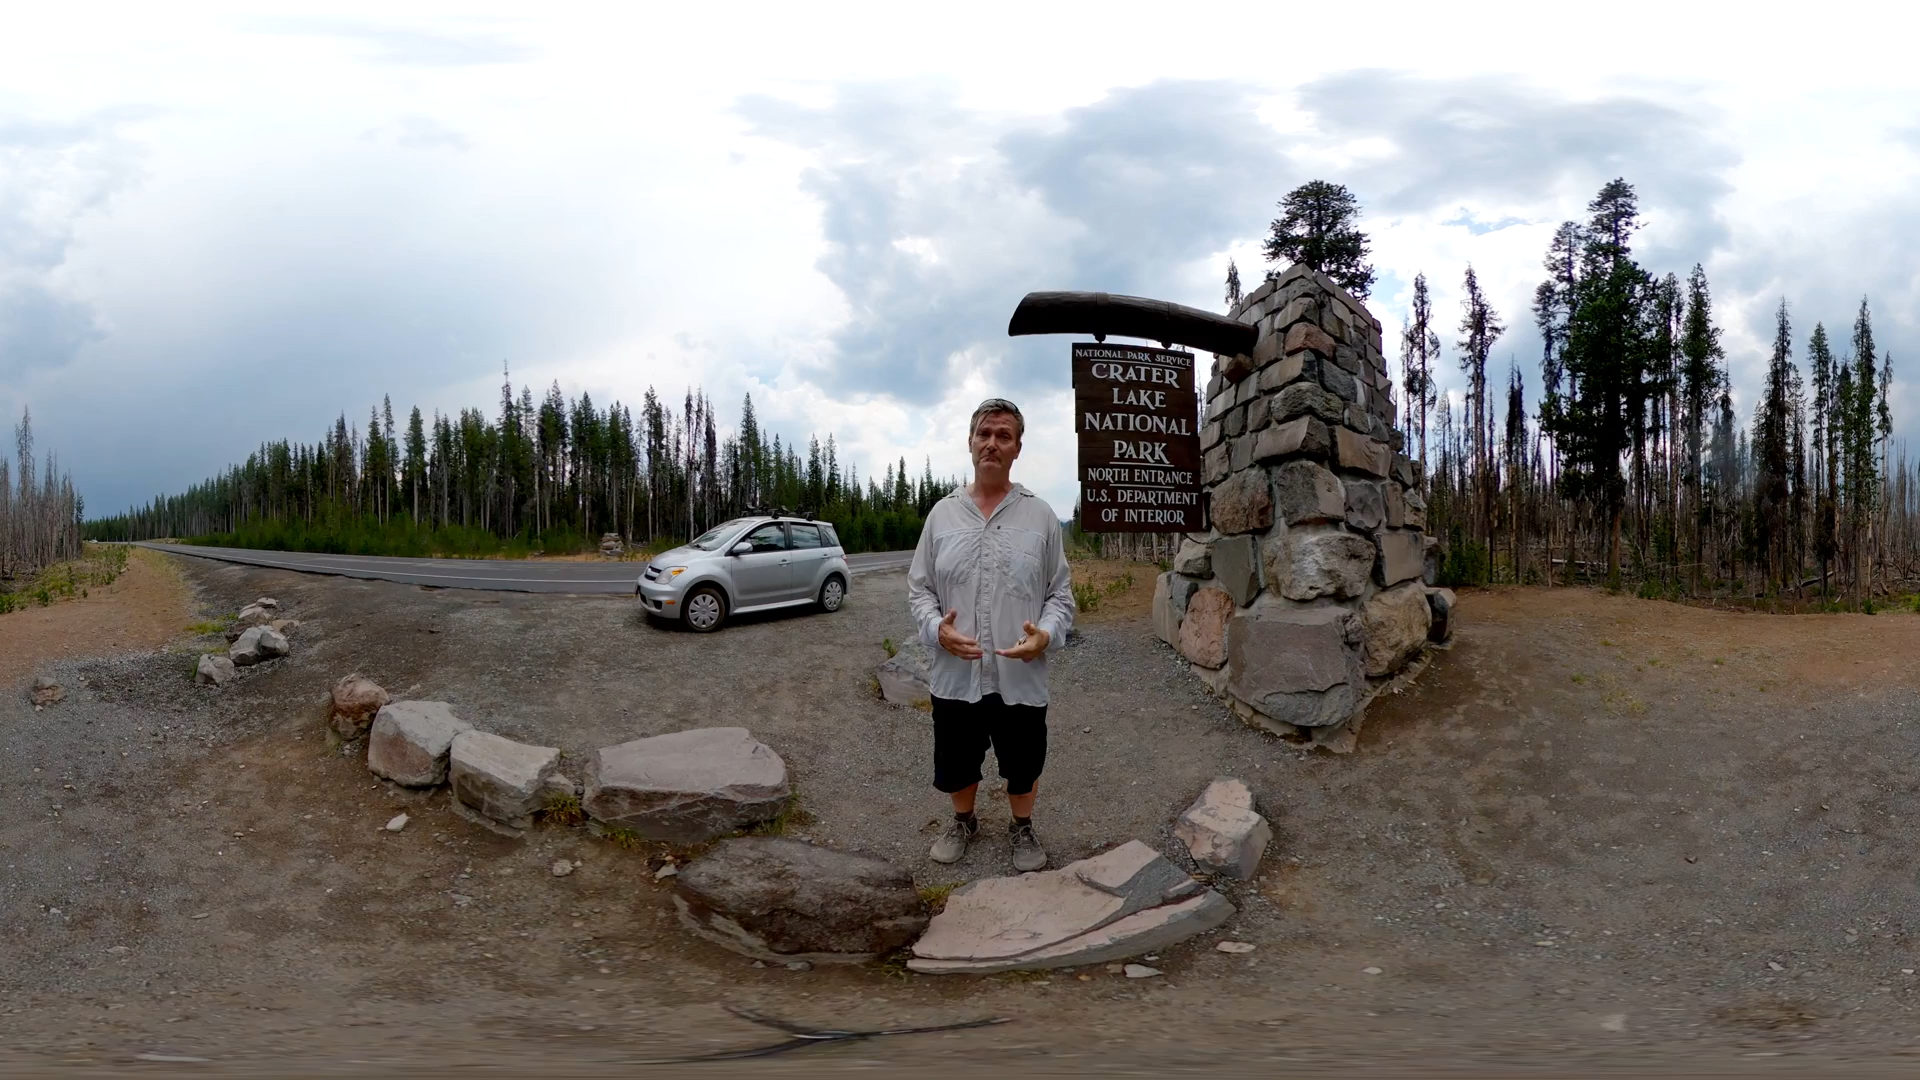 NATIONAL PARK SERVICE
CRATER
LAKE
NATIONAL
PARK
NORTH ENTRANCE
U.S. DEPARTMENT
OF INTERIOR